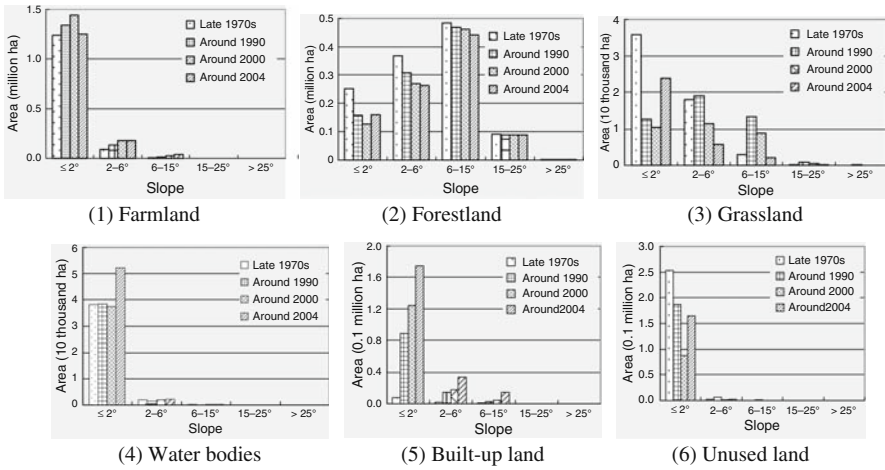 Area (million ha)
1.5
1.0
0.5
0.0
Late 1970s
Around 1990
Around 2000
Around 2004
≤ 2° 2–6° 6–15° 15–25° > 25°
Slope
(1) Farmland
Area (million ha)
0.5
0.4
0.3
0.2
0.1
0.0
Late 1970s
Around 1990
Around 2000
Around 2004
≤ 2° 2–6° 6–15° 15–25° > 25°
Slope
(2) Forestland
Area (10 thousand ha)
4
3
2
1
0
Late 1970s
Around 1990
Around 2000
Around 2004
≤ 2° 2–6° 6–15° 15–25° > 25°
Slope
(3) Grassland
Area (10 thousand ha)
6
5
4
3
2
1
0
Late 1970s
Around 1990
Around 2000
Around 2004
≤ 2° 2–6° 6–15° 15–25° > 25°
Slope
(4) Water bodies
Area (0.1 million ha)
2.0
1.6
1.2
0.8
0.4
0.0
Late 1970s
Around 1990
Around 2000
Around2004
≤ 2° 2–6° 6–15° 15–25° > 25°
Slope
(5) Built-up land
Area (0.1 million ha)
3.0
2.5
2.0
1.5
1.0
0.5
0.0
Late 1970s
Around 1990
Around 2000
Around2004
≤ 2° 2–6° 6–15° 15–25° > 25°
Slope
(6) Unused land